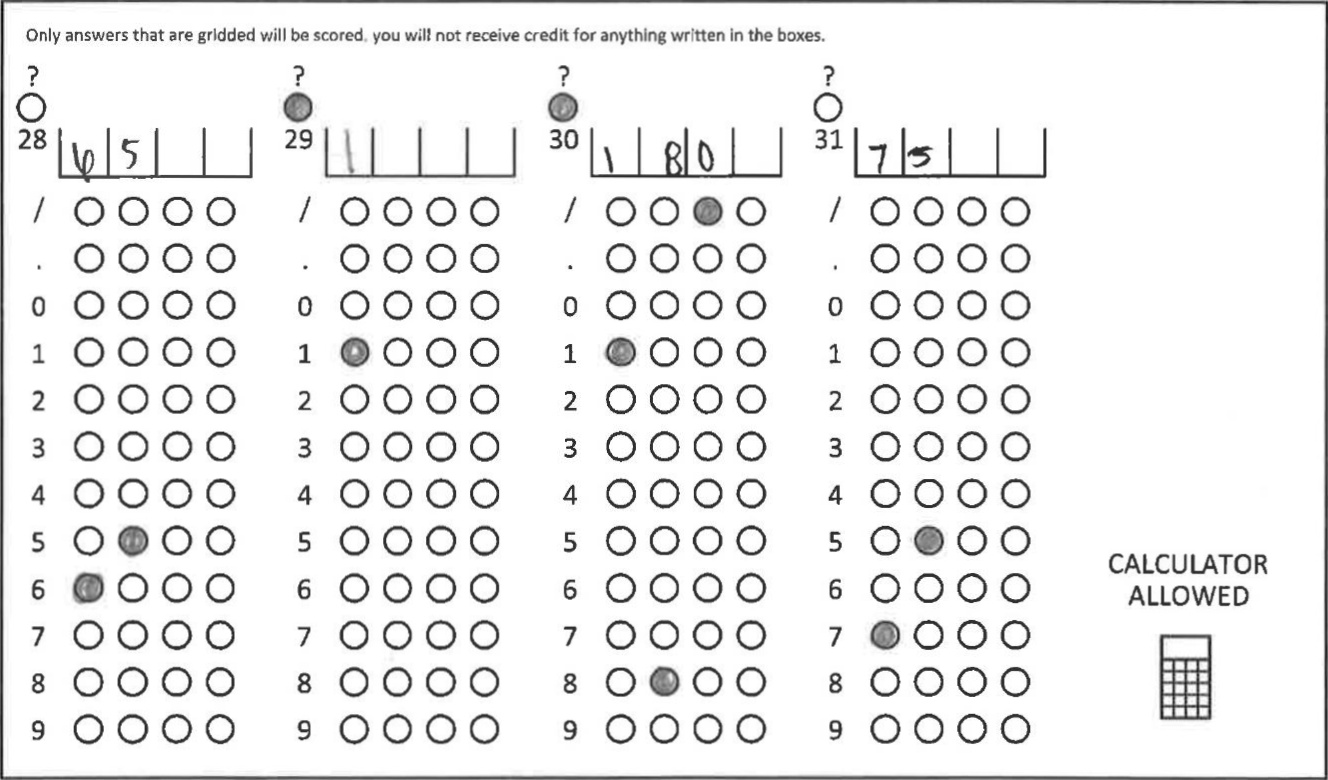 Only answers that are gridded will be scored, you will not receive credit for anything written in the boxes.
? ? ? ?
28 6 5 29 1 30 1 8 0 31 7 5
/ / / /
. . . .
0 0 0 0
1 1 1 1
2 2 2 2
3 3 3 3
4 4 4 4
5 5 5 5
6 6 6 6
7 7 7 7
8 8 8 8
9 9 9 9
CALCULATOR
ALLOWED